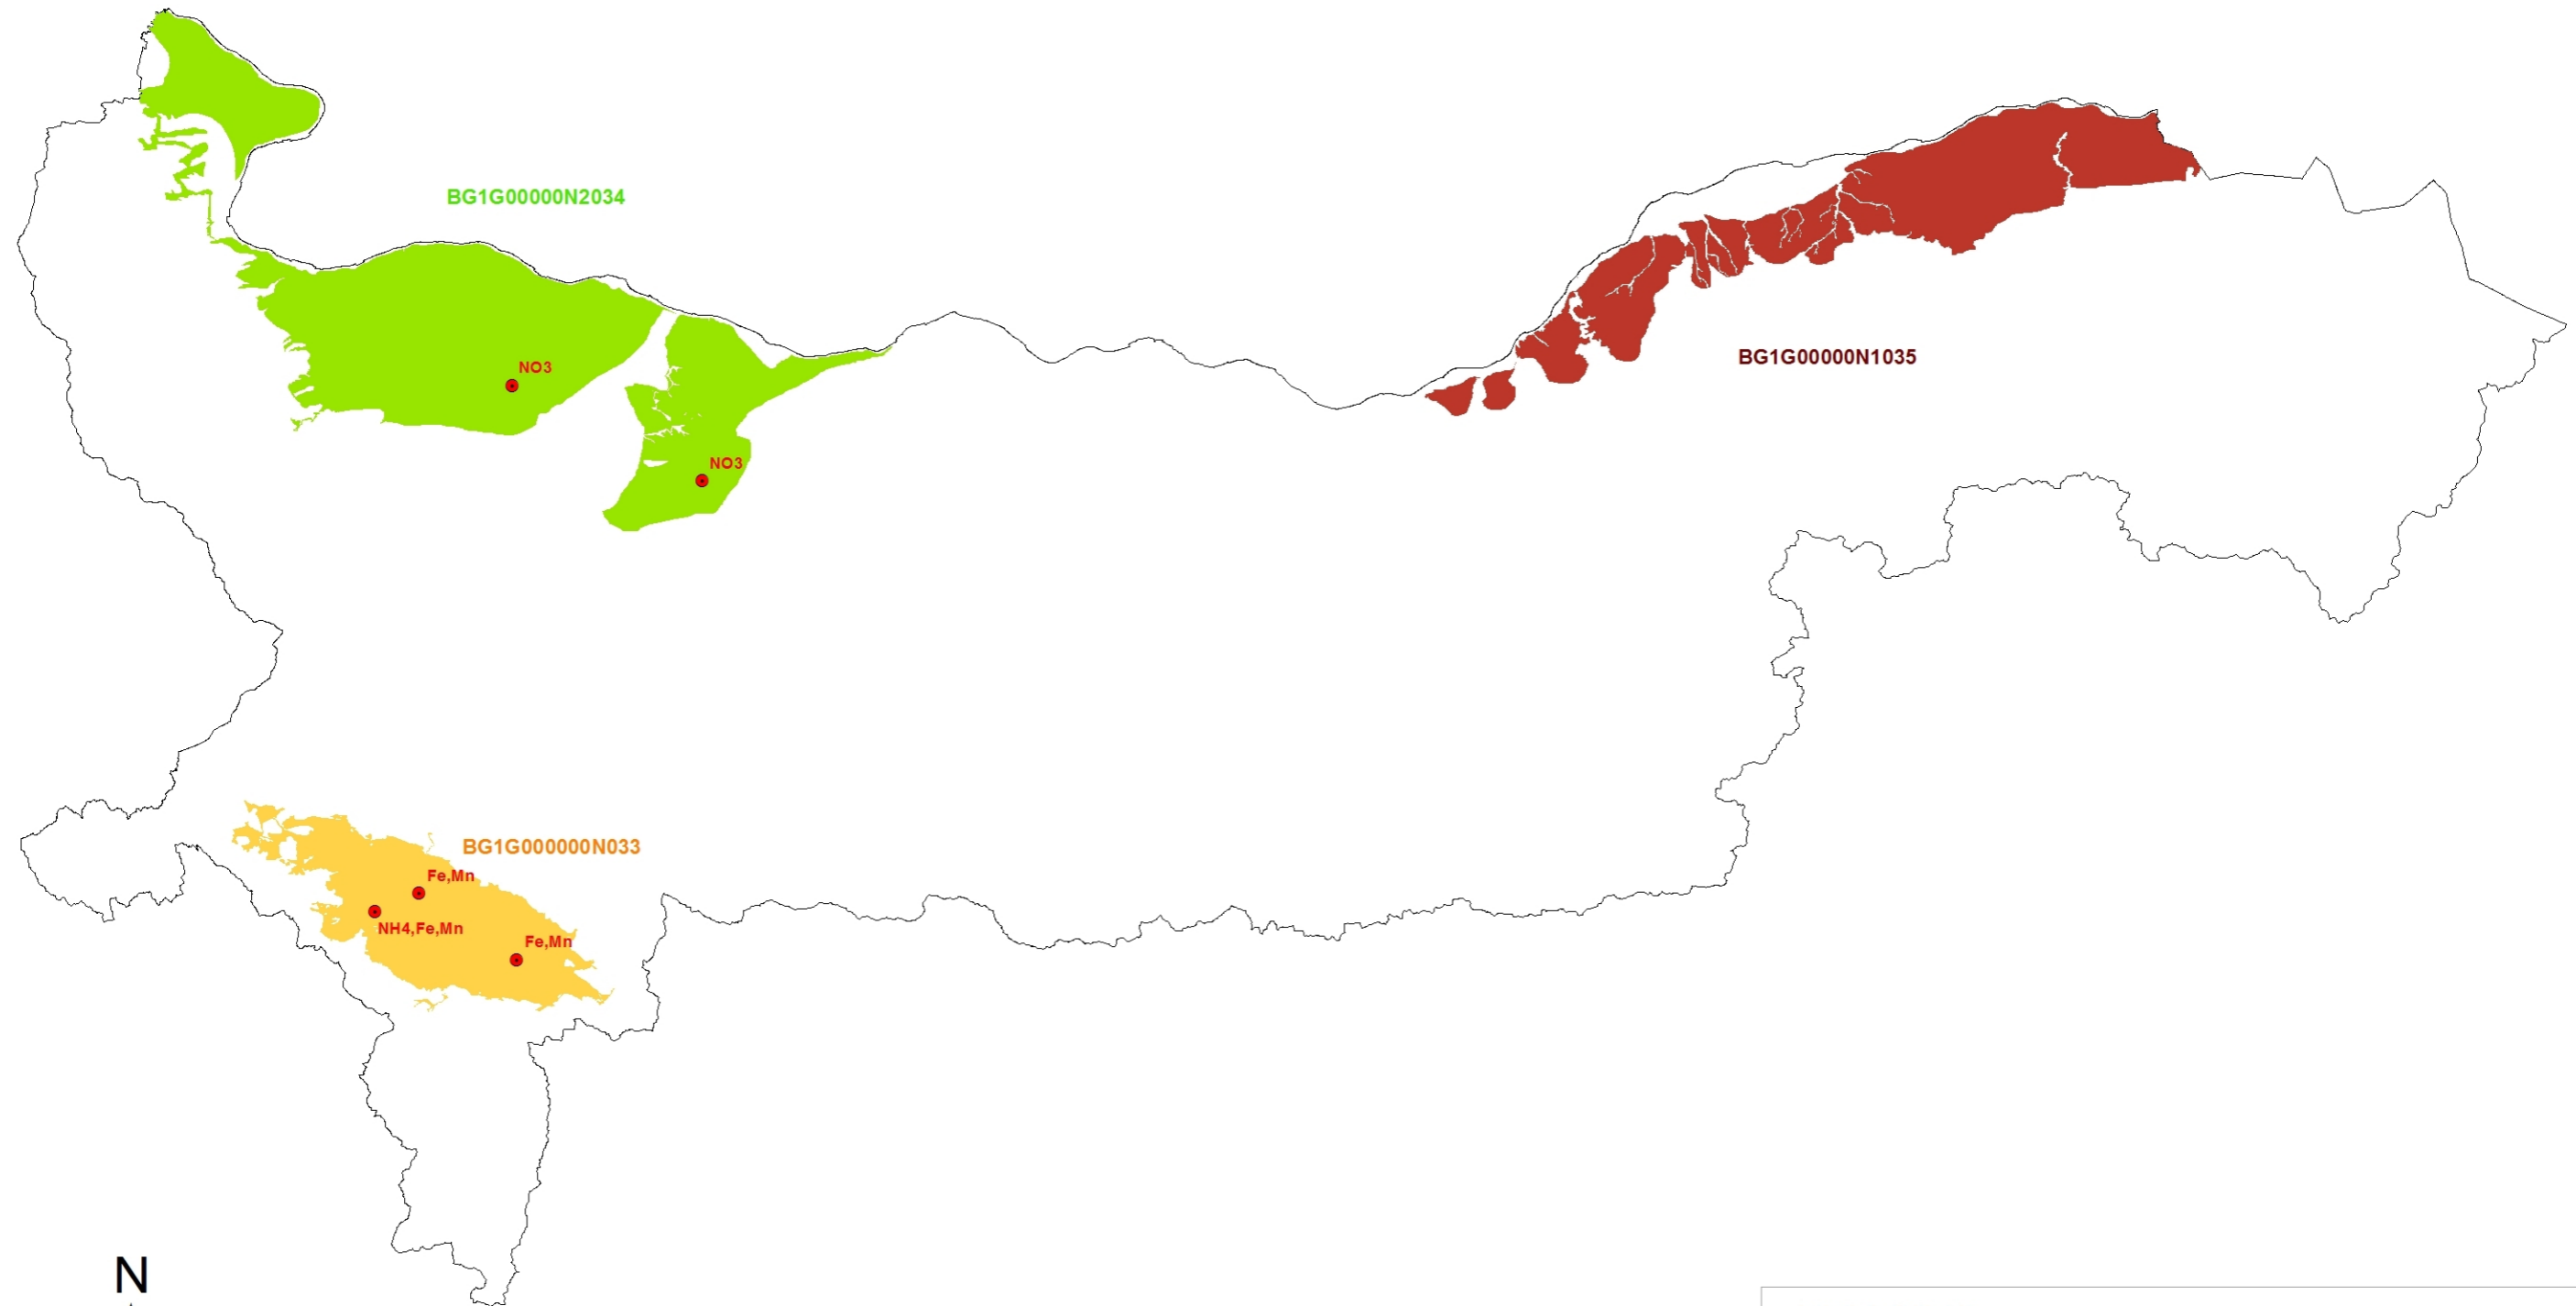 BG1G00000N2034
BG1G00000N1035
NO3
NO3
BG1G000000N033
Fe,Mn
NH4,Fe,Mn
Fe,Mn
N